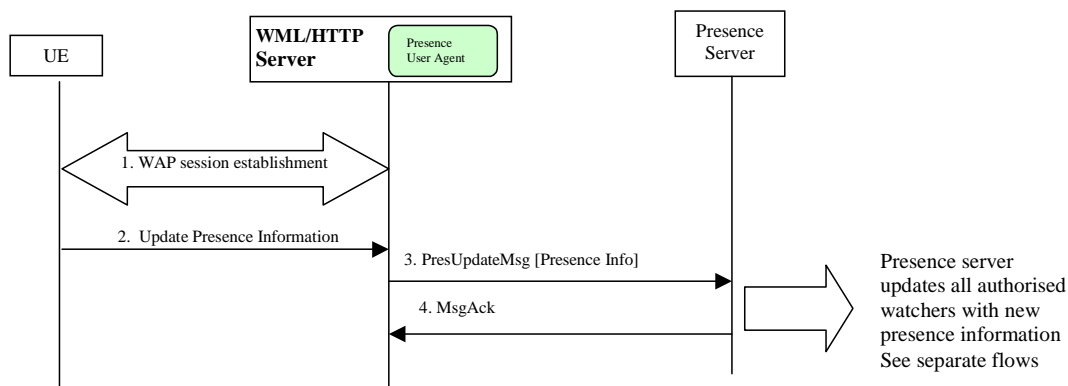 UE
WML/HTTP
Server
Presence
User Agent
Presence
Server
1. WAP session establishment
2. Update Presence Information
3. PresUpdateMsg [Presence Info]
4. MsgAck
Presence server
updates all authorised
watchers with new
presence information
See separate flows